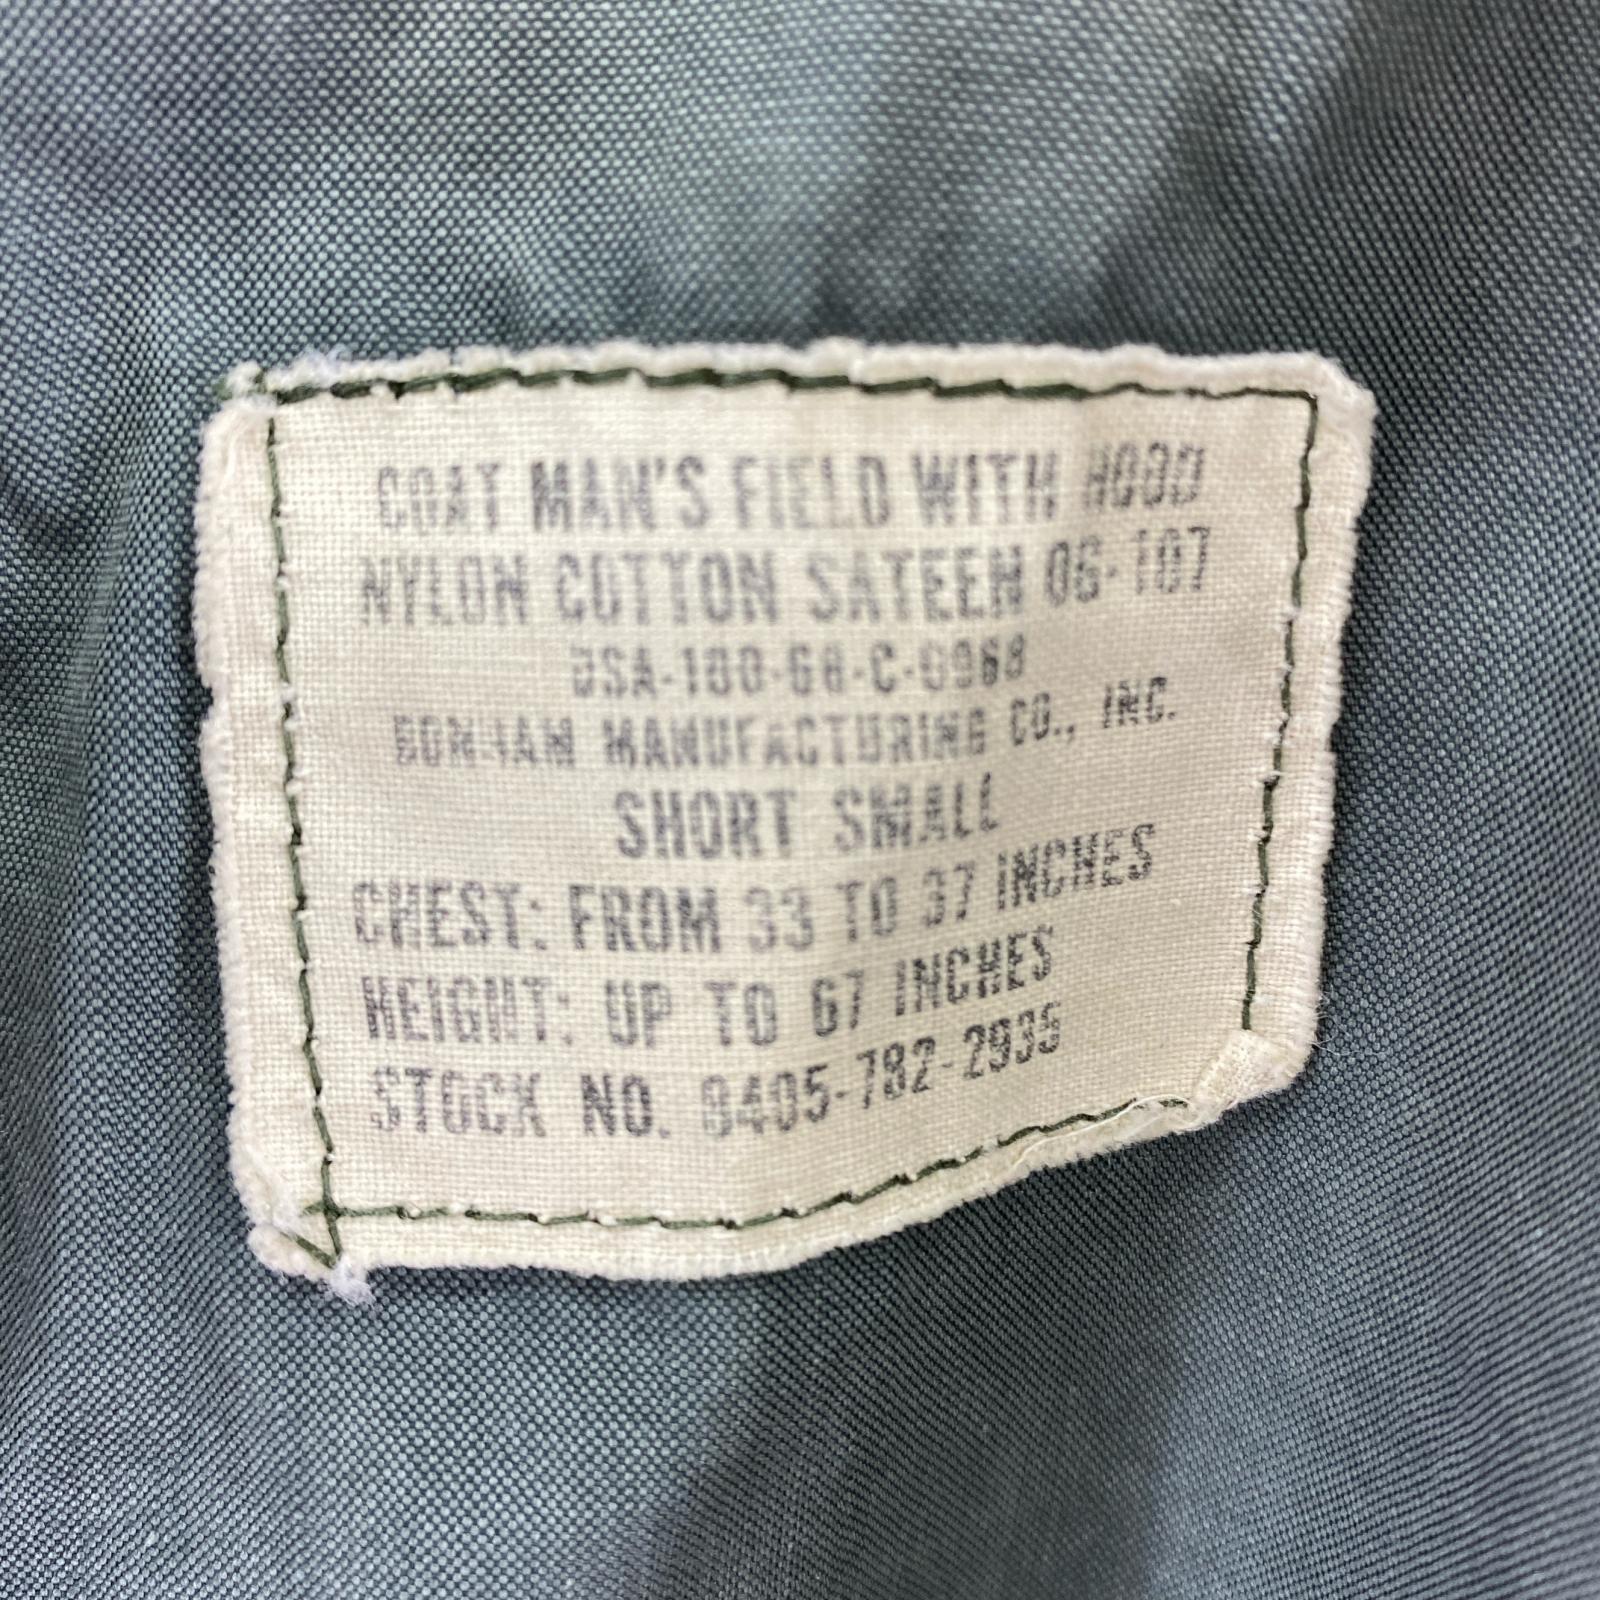 COAT MAN'S FIELD WITH HOOD
NYLON COTTON SATEEN OG-107
DSA-100-68-C-0968
BONHAM MANUFACTURING CO., INC.
SHORT SMALL
CHEST: FROM 33 TO 37 INCHES
HEIGHT: UP TO 67 INCHES
STOCK NO. 8405-782-2935